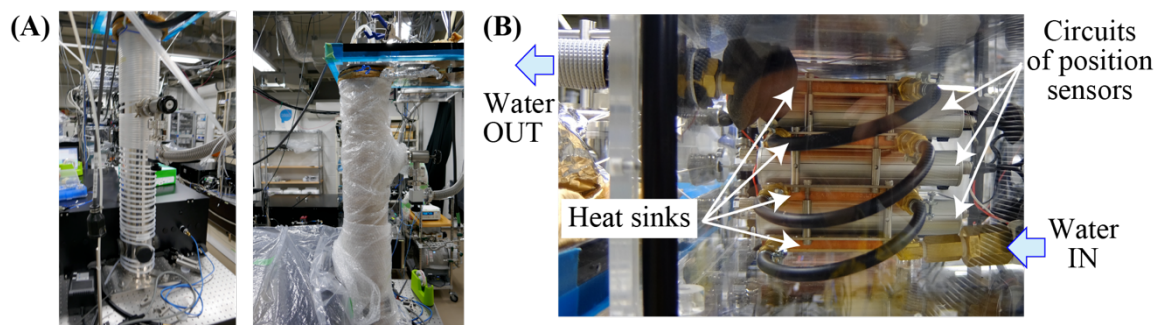 (A)
(B)
Water
OUT
Heat sinks
Circuits
of position
sensors
Water
IN